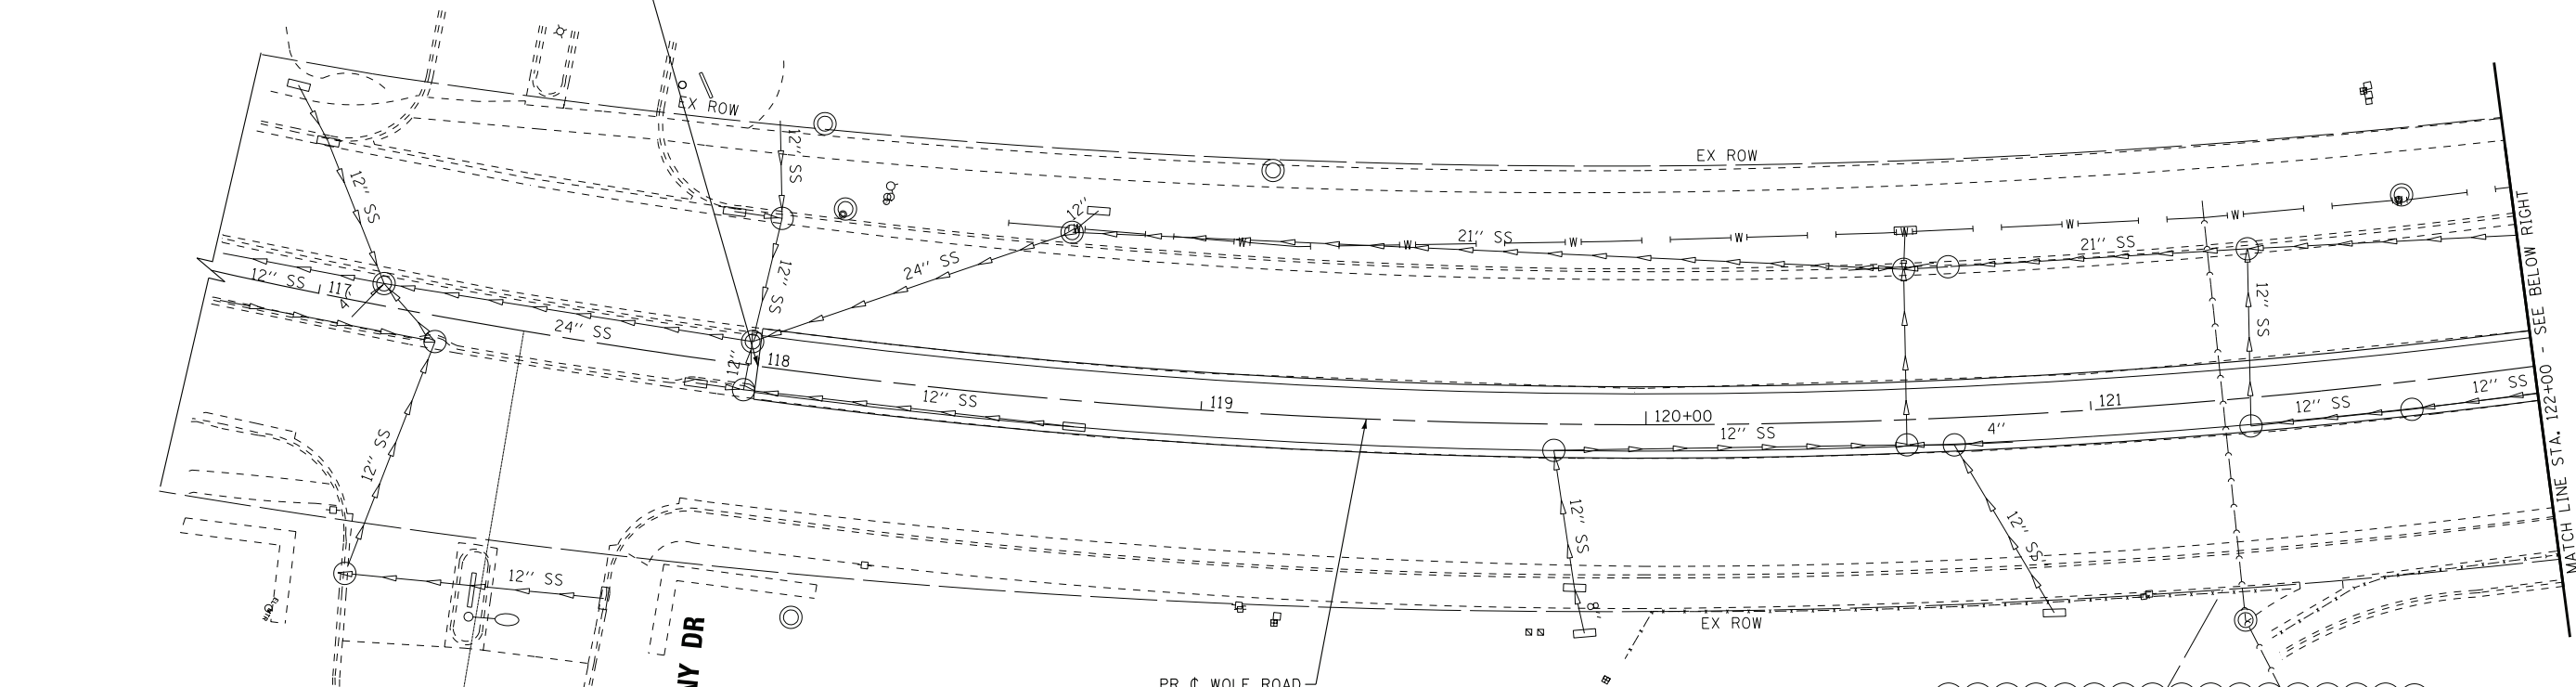 EX ROW
12'' SS
EX ROW
12'' SS
12''
W
W
W
W
W
W
W
W
21'' SS
21'' SS
12'' SS
24'' SS
12'' SS
12'' SS
117
4''
24'' SS
12''
118
12'' SS
119
120+00
121
12'' SS
12'' SS
12'' SS
4''
12'' SS
12'' SS
12'' SS
8''
12'' SS
EX ROW
NY DR
PR ℄ WOLF ROAD
MATCH LINE STA. 122+00 - SEE BELOW RIGHT